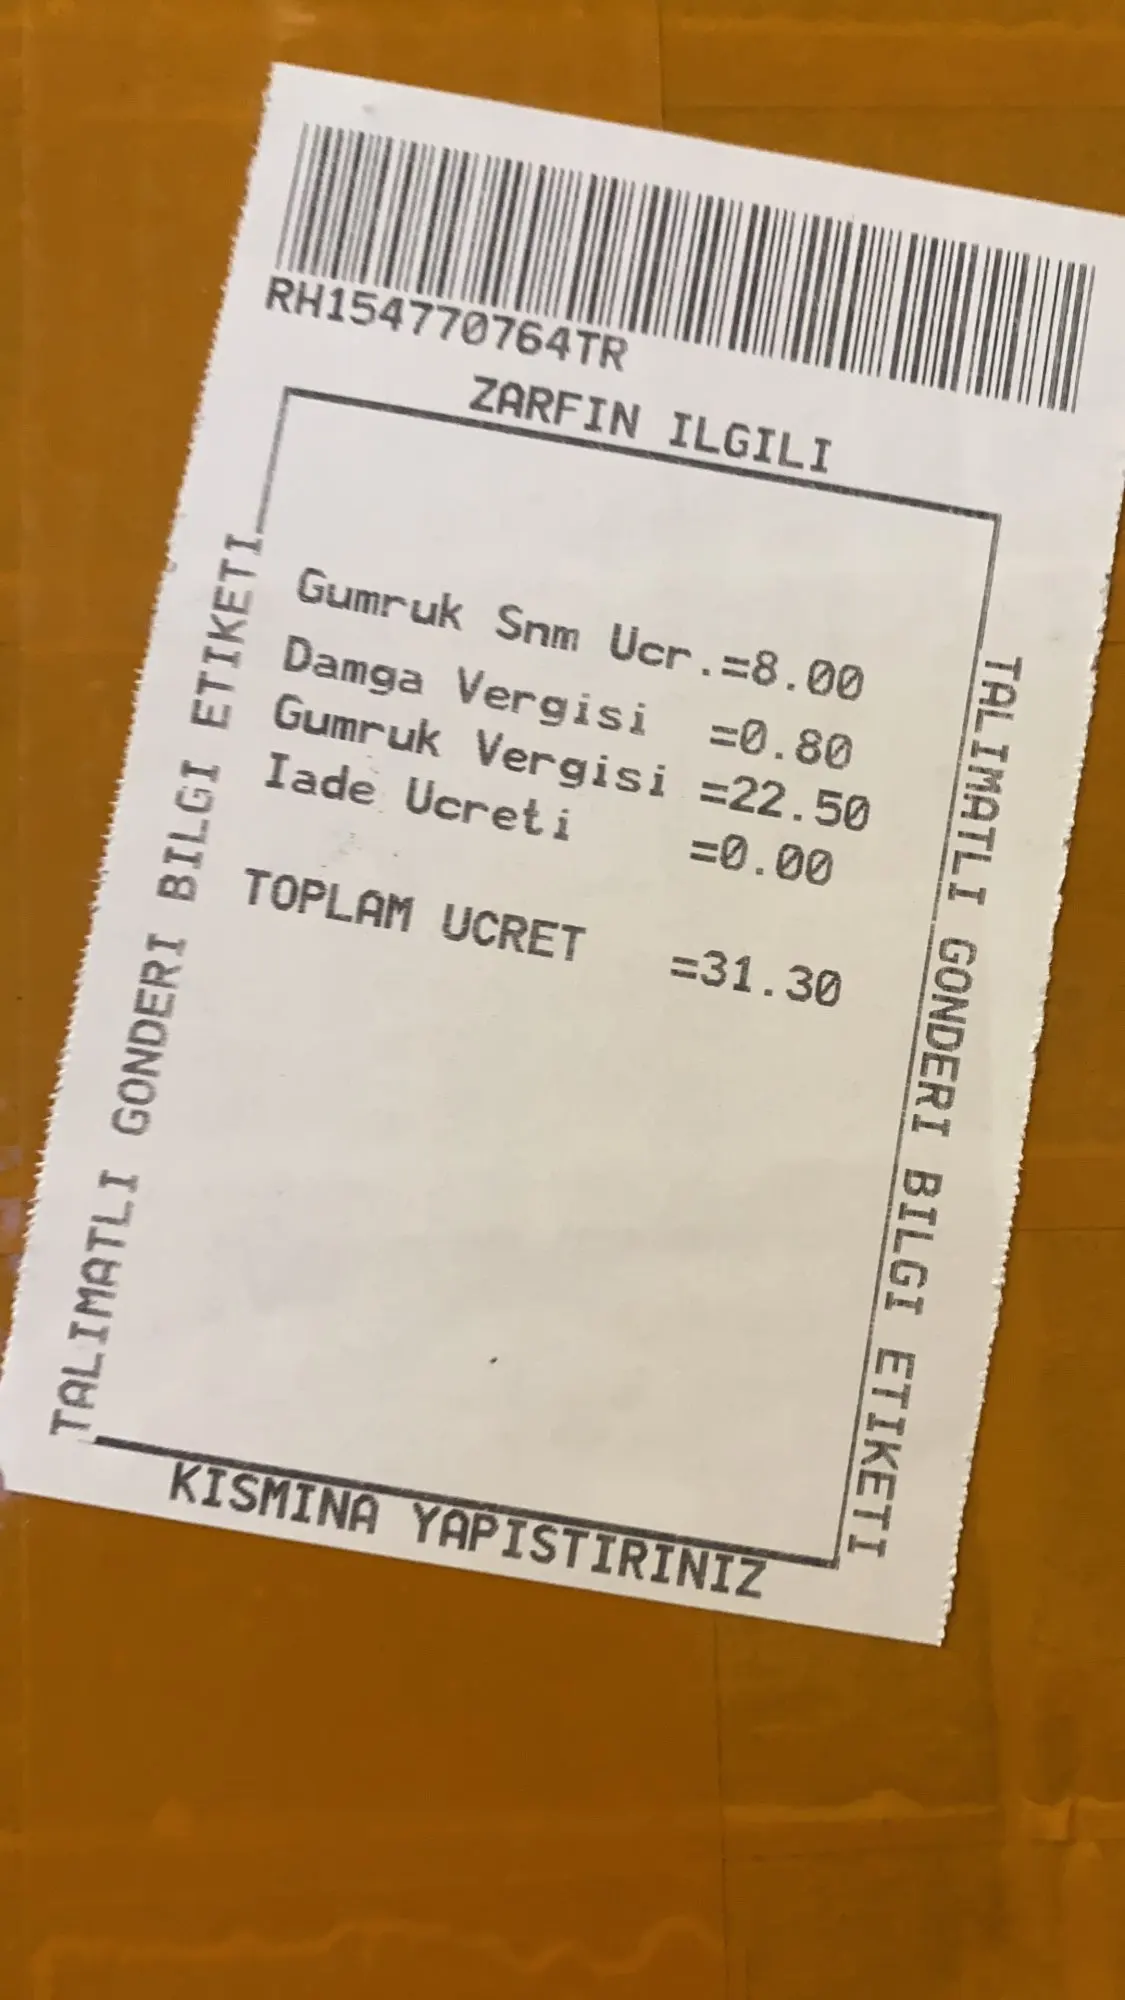 RH154770764TR
ZARFIN ILGILI
TALIMATLI GONDERI BILGI ETIKETI
Gumruk Snm Ucr.=8.00
Damga Vergisi =0.80
Gumruk Vergisi =22.50
Iade Ucreti =0.00
TOPLAM UCRET =31.30
TALIMATLI GONDERI BILGI ETIKETI
KISMINA YAPISTIRINIZ